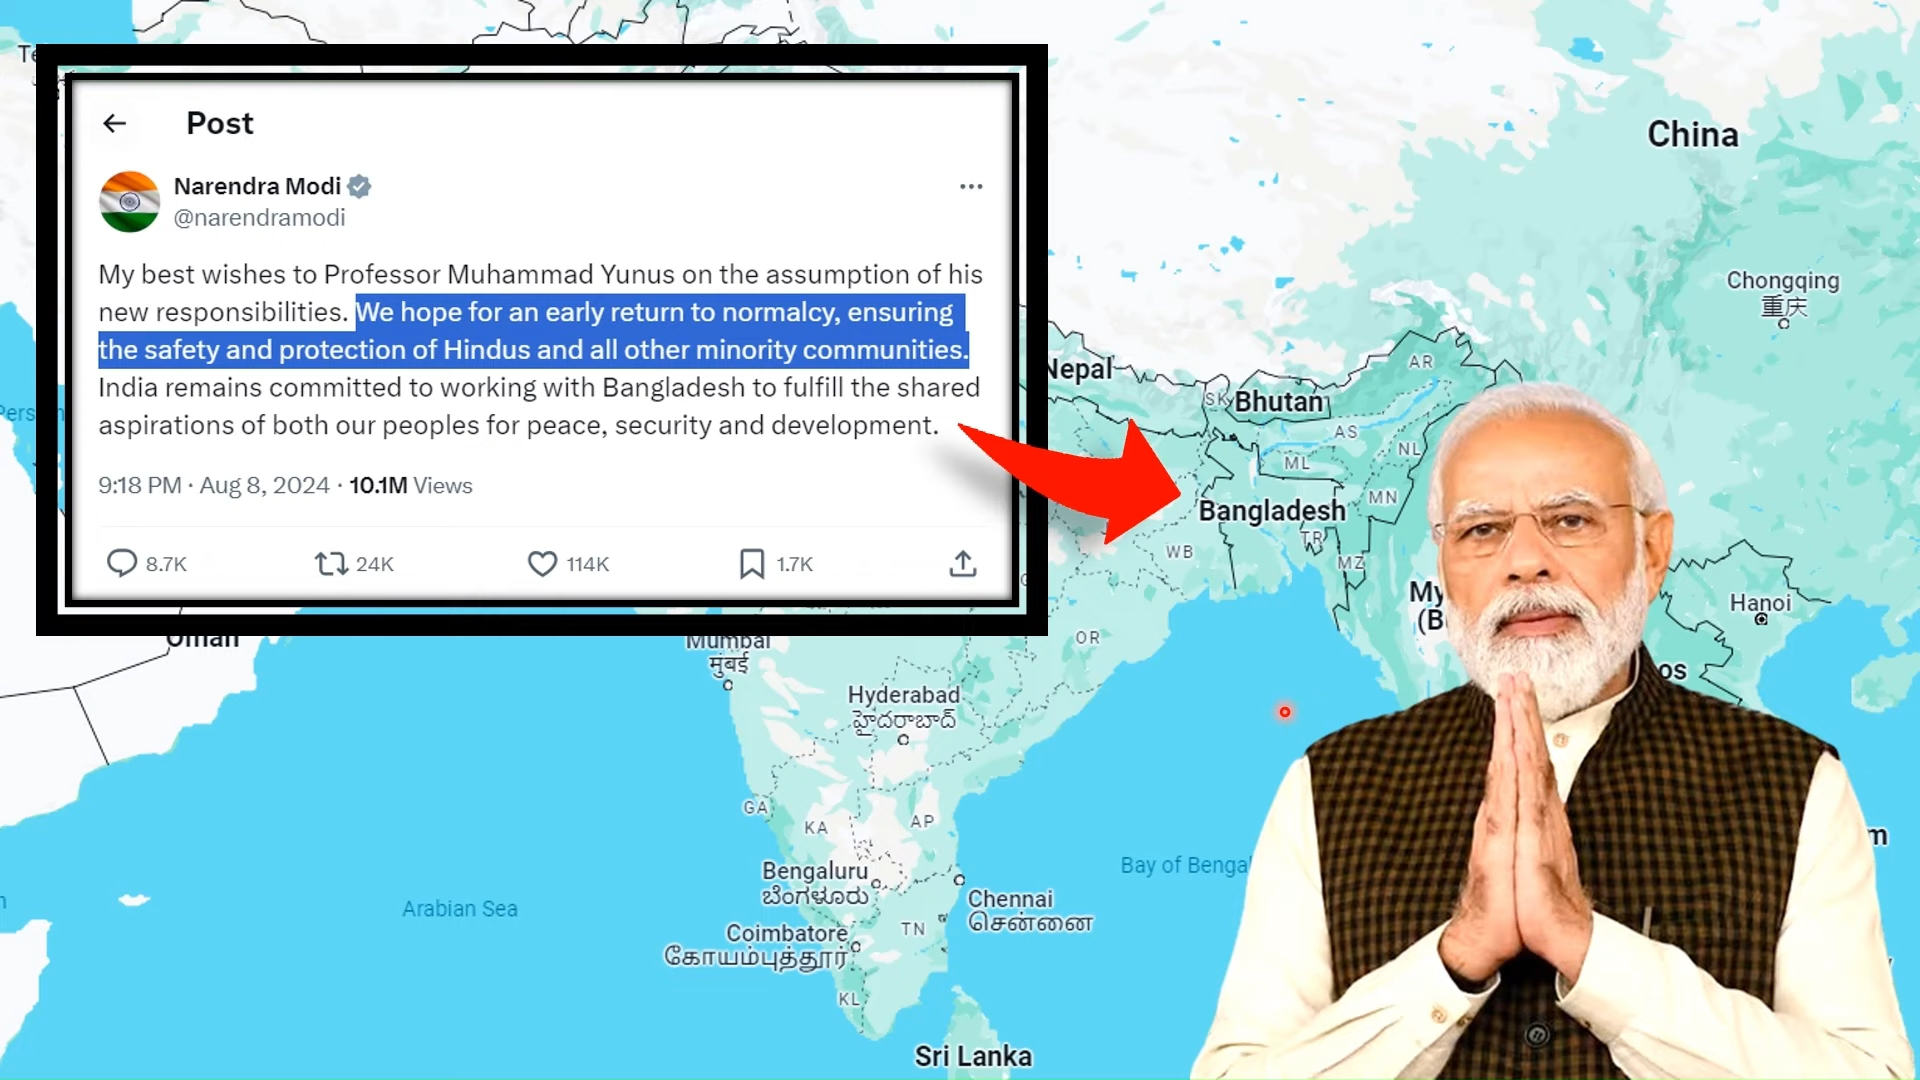 Post
Narendra Modi
@narendramodi
My best wishes to Professor Muhammad Yunus on the assumption of his
new responsibilities. We hope for an early return to normalcy, ensuring
the safety and protection of Hindus and all other minority communities.
India remains committed to working with Bangladesh to fulfill the shared
aspirations of both our peoples for peace, security and development.
9:18 PM · Aug 8, 2024 · 10.1M Views
8.7K 24K 114K 1.7K
China
Chongqing
重庆
Nepal
AR
SK
Bhutan
AS
NL
ML
MN
Bangladesh
TR
WB
MZ
Hanoi
Oman
Mumbai
मुंबई
OR
Hyderabad
హైదరాబాద్
GA
KA
AP
Bay of Bengal
Bengaluru
ಬೆಂಗಳೂರು
Chennai
சென்னை
Arabian Sea
Coimbatore
கோயம்புத்தூர்
TN
KL
Sri Lanka